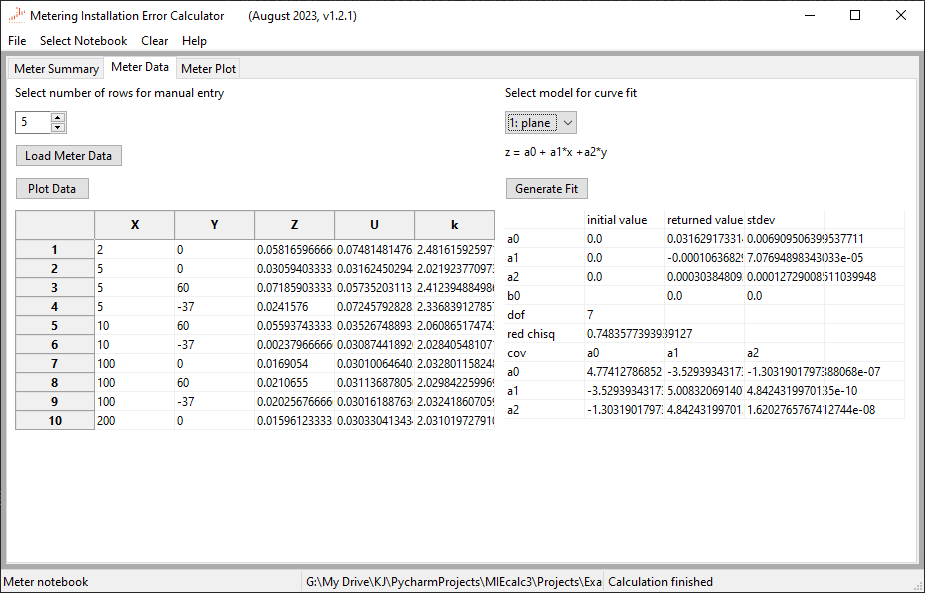 Metering Installation Error Calculator (August 2023, v1.2.1)
File Select Notebook Clear Help
Meter Summary Meter Data Meter Plot
Select number of rows for manual entry
5
Load Meter Data
Plot Data
X Y Z U k
1 2 0 0.05816596666 0.07481481476 2.48161592597
2 5 0 0.03059403333 0.03162450294 2.02192377097
3 5 60 0.07185903333 0.05735203113 2.41239488498
4 5 -37 0.0241576 0.07245792828 2.33683912785
5 10 60 0.05593743333 0.03526748893 2.06086517474
6 10 -37 0.00237966666 0.03087441892 2.02840548107
7 100 0 0.0169054 0.03010064640 2.03280115824
8 100 60 0.0210655 0.03113687805 2.02984225996
9 100 -37 0.02025676666 0.03016188763 2.03241860705
10 200 0 0.01596123333 0.03033041343 2.03101972791
Select model for curve fit
1: plane
z = a0 + a1*x +a2*y
Generate Fit
initial value returned value stdev
a0 0.0 0.03162917331 0.006909506399537711
a1 0.0 -0.0001063682 7.07694898343033e-05
a2 0.0 0.00030384809 0.00012729008511039948
b0 0.0 0.0
dof 7
red chisq 0.7483577393939127
cov a0 a1 a2
a0 4.77412786852 -3.5293934317 -1.3031901797388068e-07
a1 -3.5293934317 5.00832069140 4.8424319970135e-10
a2 -1.3031901797 4.84243199701 1.6202765767412744e-08
Meter notebook
G:\My Drive\KJ\PycharmProjects\MIEcalc3\Projects\Exa
Calculation finished